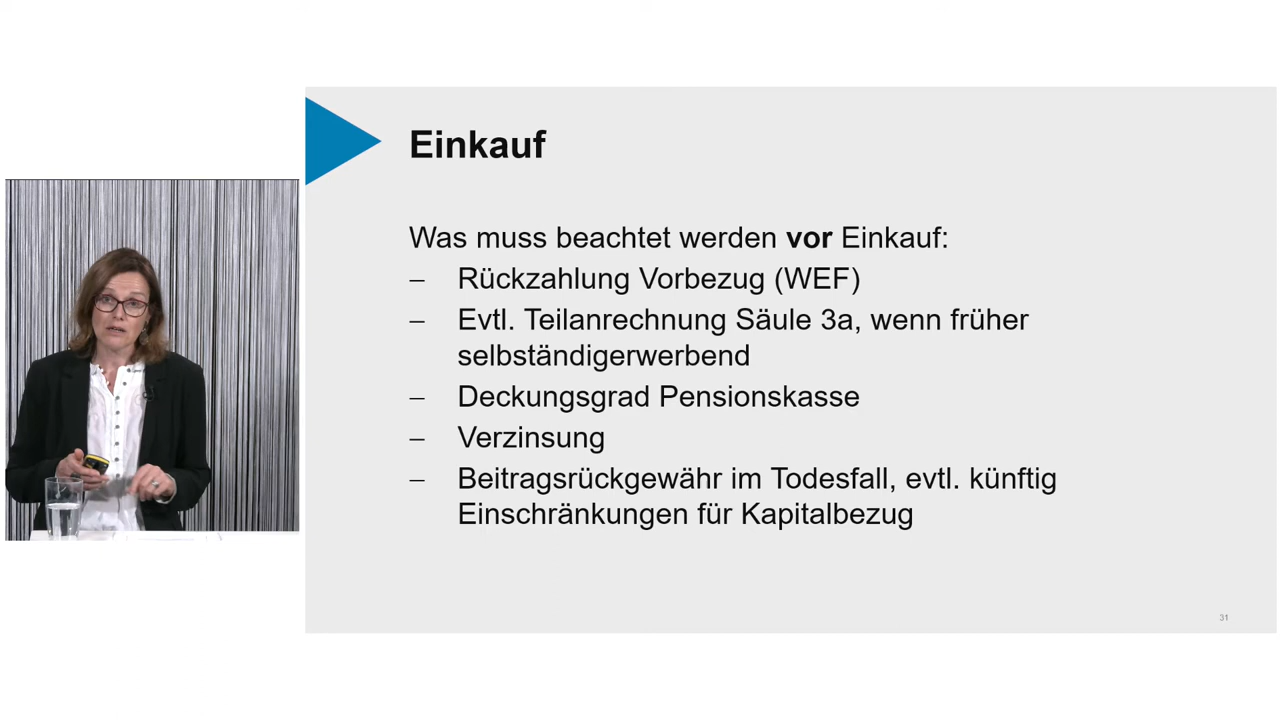 Einkauf
Was muss beachtet werden vor Einkauf:
– Rückzahlung Vorbezug (WEF)
– Evtl. Teilanrechnung Säule 3a, wenn früher
selbständigerwerbend
– Deckungsgrad Pensionskasse
– Verzinsung
– Beitragsrückgewähr im Todesfall, evtl. künftig
Einschränkungen für Kapitalbezug
31